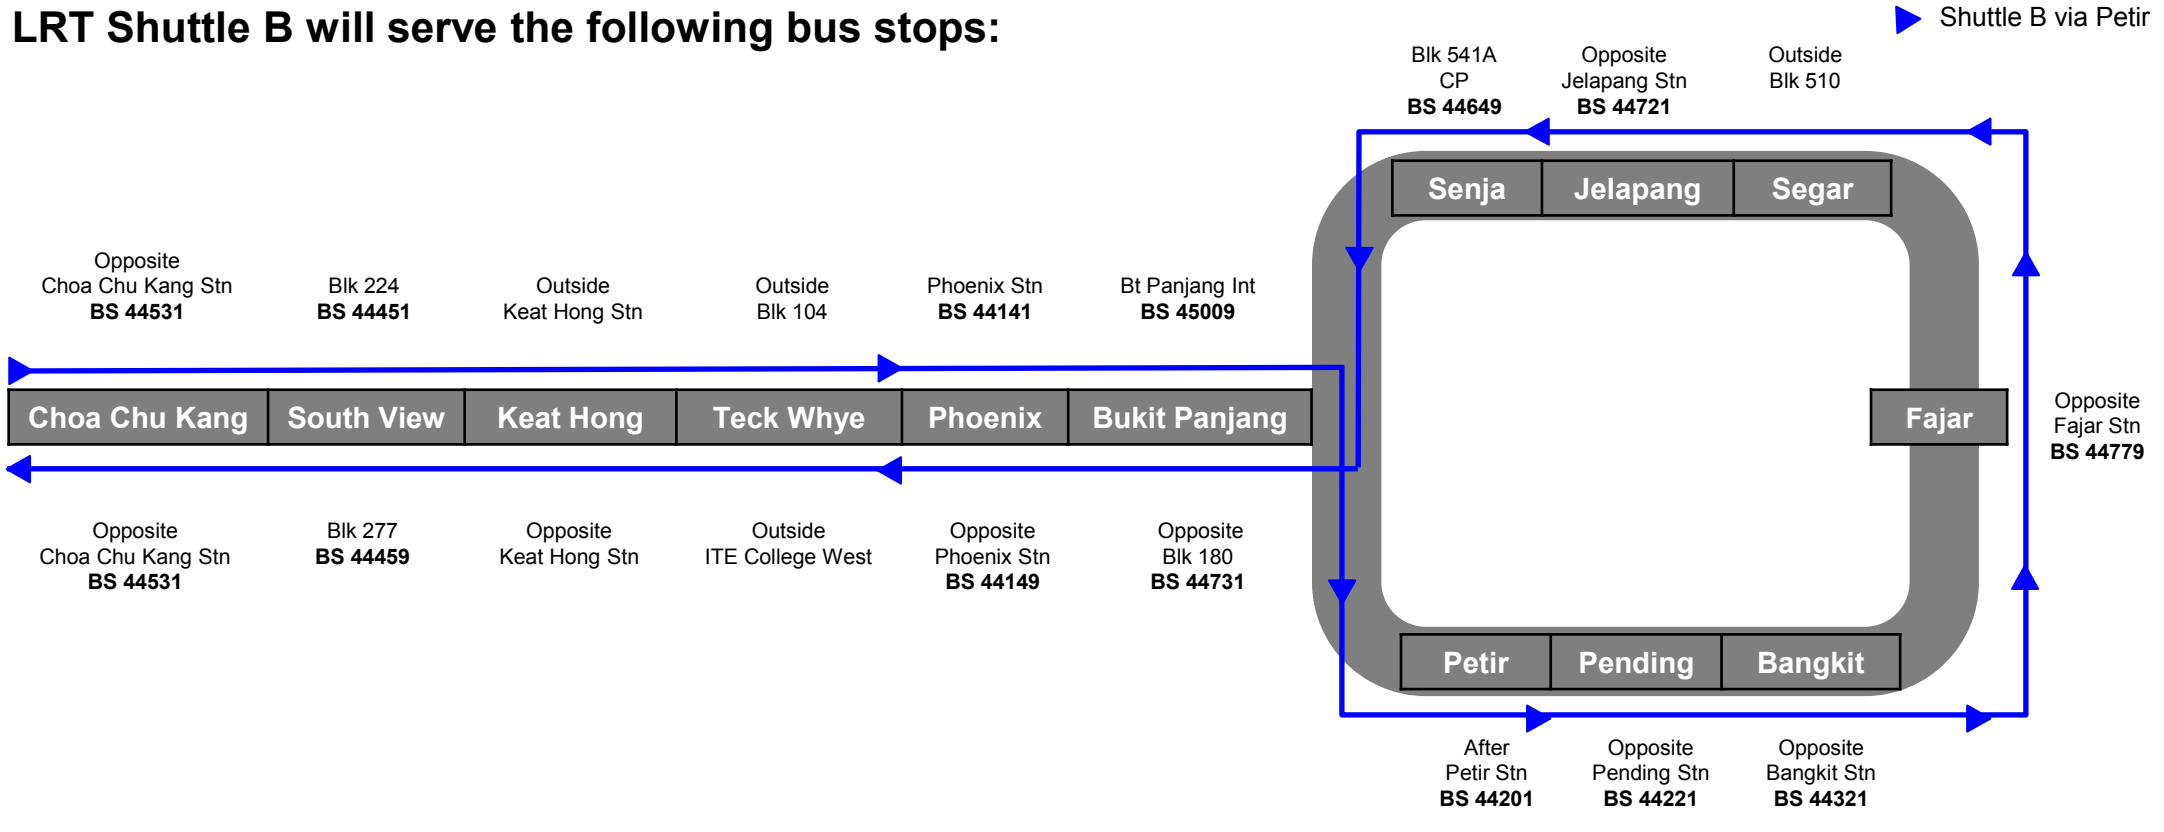 LRT Shuttle B will serve the following bus stops:
Shuttle B via Petir
Blk 541A
CP
BS 44649
Opposite
Jelapang Stn
BS 44721
Outside
Blk 510
Senja
Jelapang
Segar
Opposite
Choa Chu Kang Stn
BS 44531
Blk 224
BS 44451
Outside
Keat Hong Stn
Outside
Blk 104
Phoenix Stn
BS 44141
Bt Panjang Int
BS 45009
Choa Chu Kang
South View
Keat Hong
Teck Whye
Phoenix
Bukit Panjang
Fajar
Opposite
Fajar Stn
BS 44779
Opposite
Choa Chu Kang Stn
BS 44531
Blk 277
BS 44459
Opposite
Keat Hong Stn
Outside
ITE College West
Opposite
Phoenix Stn
BS 44149
Opposite
Blk 180
BS 44731
Petir
Pending
Bangkit
After
Petir Stn
BS 44201
Opposite
Pending Stn
BS 44221
Opposite
Bangkit Stn
BS 44321